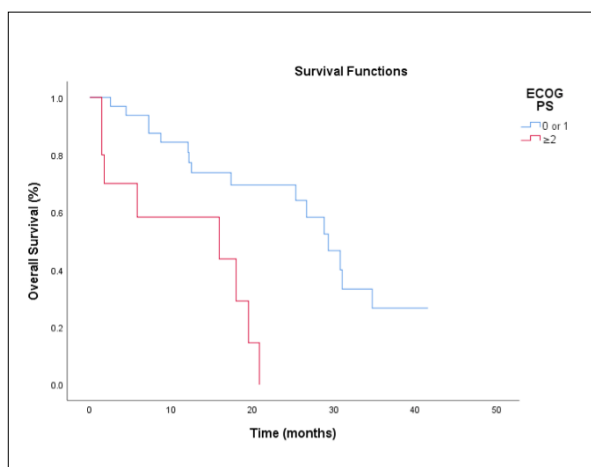 Survival Functions
ECOG
PS
0 or 1
≥2
1.0
0.8
0.6
0.4
0.2
0.0
Overall Survival (%)
0 10 20 30 40 50
Time (months)